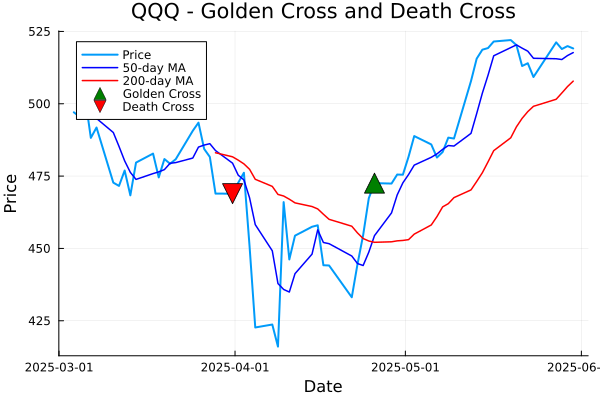 QQQ - Golden Cross and Death Cross
525
500
475
450
425
Price
Price
50-day MA
200-day MA
Golden Cross
Death Cross
2025-03-01
2025-04-01
2025-05-01
2025-06-
Date